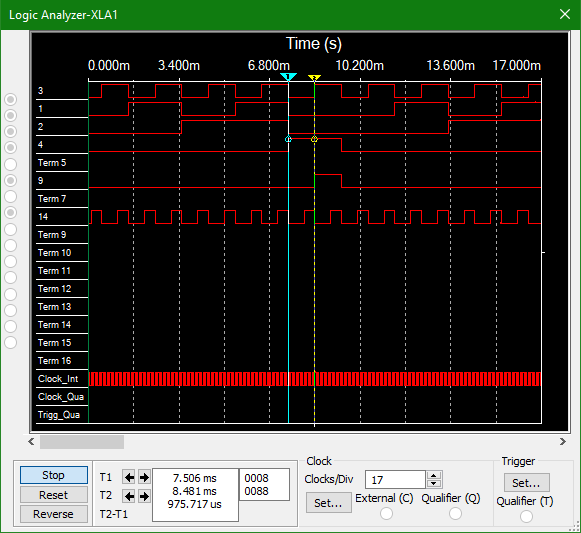 Logic Analyzer-XLA1
Time (s)
0.000m 3.400m 6.800m 10.200m 13.600m 17.000m
1 2
3
1
2
4
Term 5
9
Term 7
14
Term 9
Term 10
Term 11
Term 12
Term 13
Term 14
Term 15
Term 16
Clock_Int
Clock_Qua
Trigg_Qua
Stop
Reset
Reverse
T1 7.506 ms 0008
T2 8.481 ms 0088
T2-T1 975.717 us
Clock
Clocks/Div 17
Set... External (C) Qualifier (Q)
Trigger
Set...
Qualifier (T)